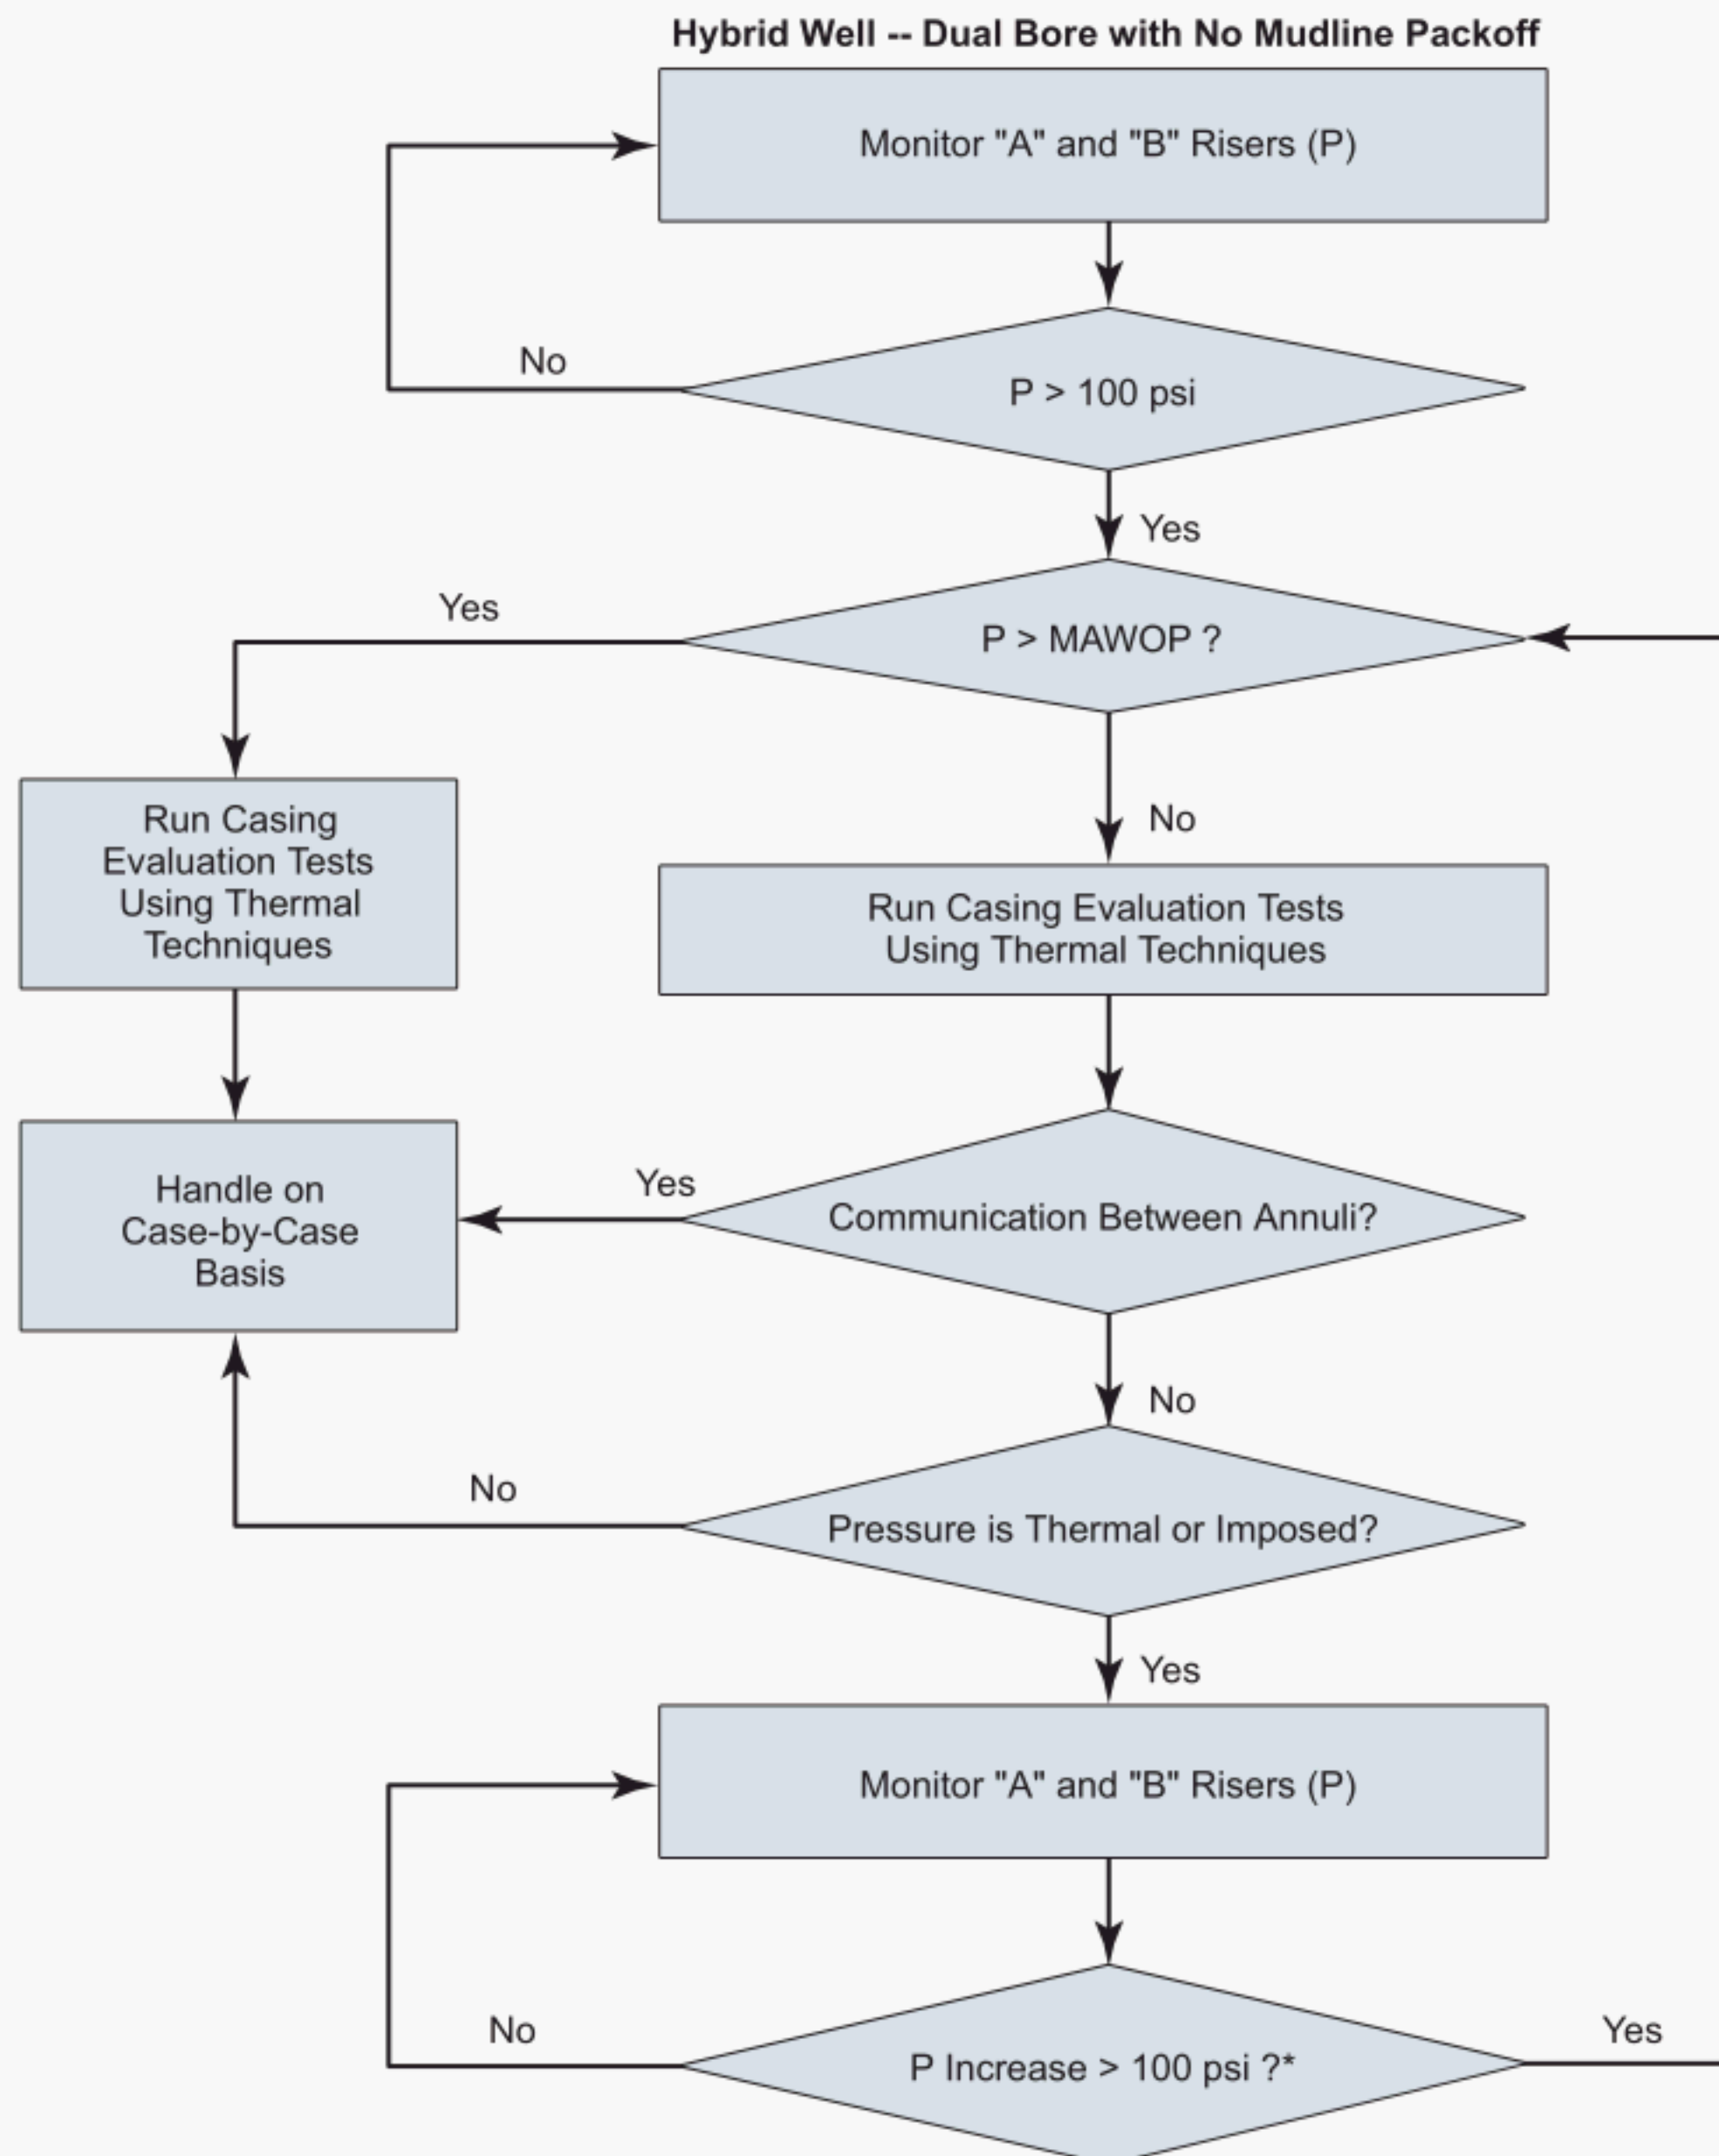 Hybrid Well -- Dual Bore with No Mudline Packoff
Monitor "A" and "B" Risers (P)
No
P > 100 psi
Yes
Yes
P > MAWOP ?
No
Run Casing
Evaluation Tests
Using Thermal
Techniques
Run Casing Evaluation Tests
Using Thermal Techniques
Handle on
Case-by-Case
Basis
Yes
Communication Between Annuli?
No
No
Pressure is Thermal or Imposed?
Yes
Monitor "A" and "B" Risers (P)
No
P Increase > 100 psi ?*
Yes